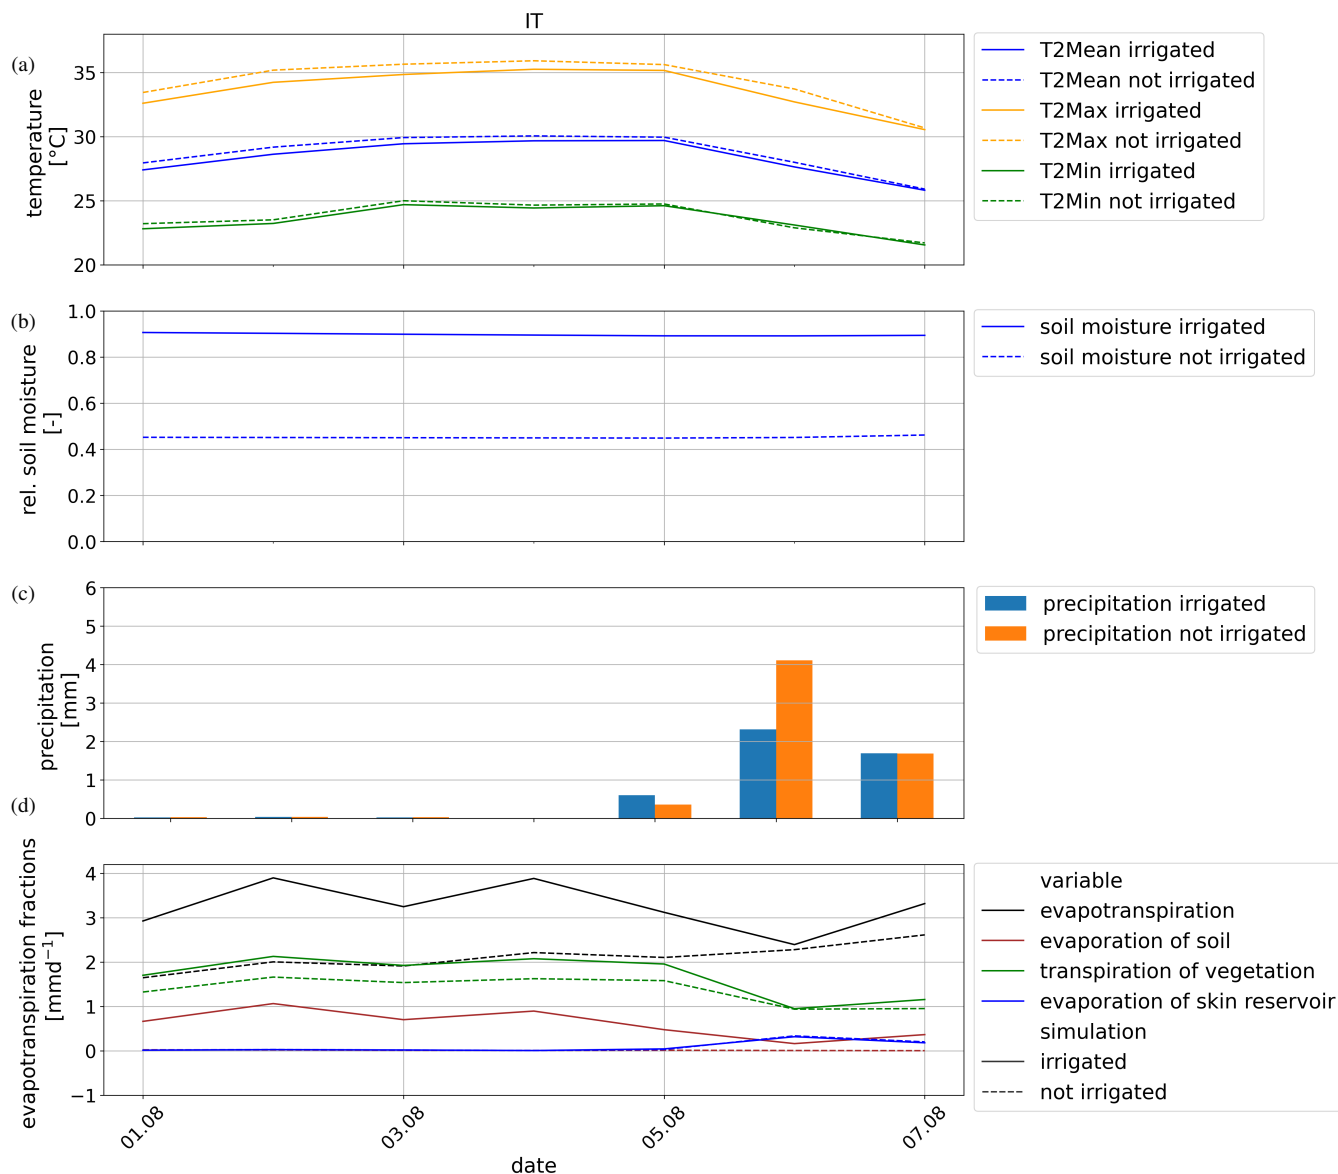 IT
(a)
temperature
[°C]
35
30
25
20
T2Mean irrigated
T2Mean not irrigated
T2Max irrigated
T2Max not irrigated
T2Min irrigated
T2Min not irrigated
(b)
rel. soil moisture
[-]
1.0
0.8
0.6
0.4
0.2
0.0
soil moisture irrigated
soil moisture not irrigated
(c)
precipitation
[mm]
6
5
4
3
2
1
0
precipitation irrigated
precipitation not irrigated
(d)
evapotranspiration fractions
[mmd⁻¹]
4
3
2
1
0
−1
variable
evapotranspiration
evaporation of soil
transpiration of vegetation
evaporation of skin reservoir
simulation
irrigated
not irrigated
01.08
03.08
05.08
07.08
date